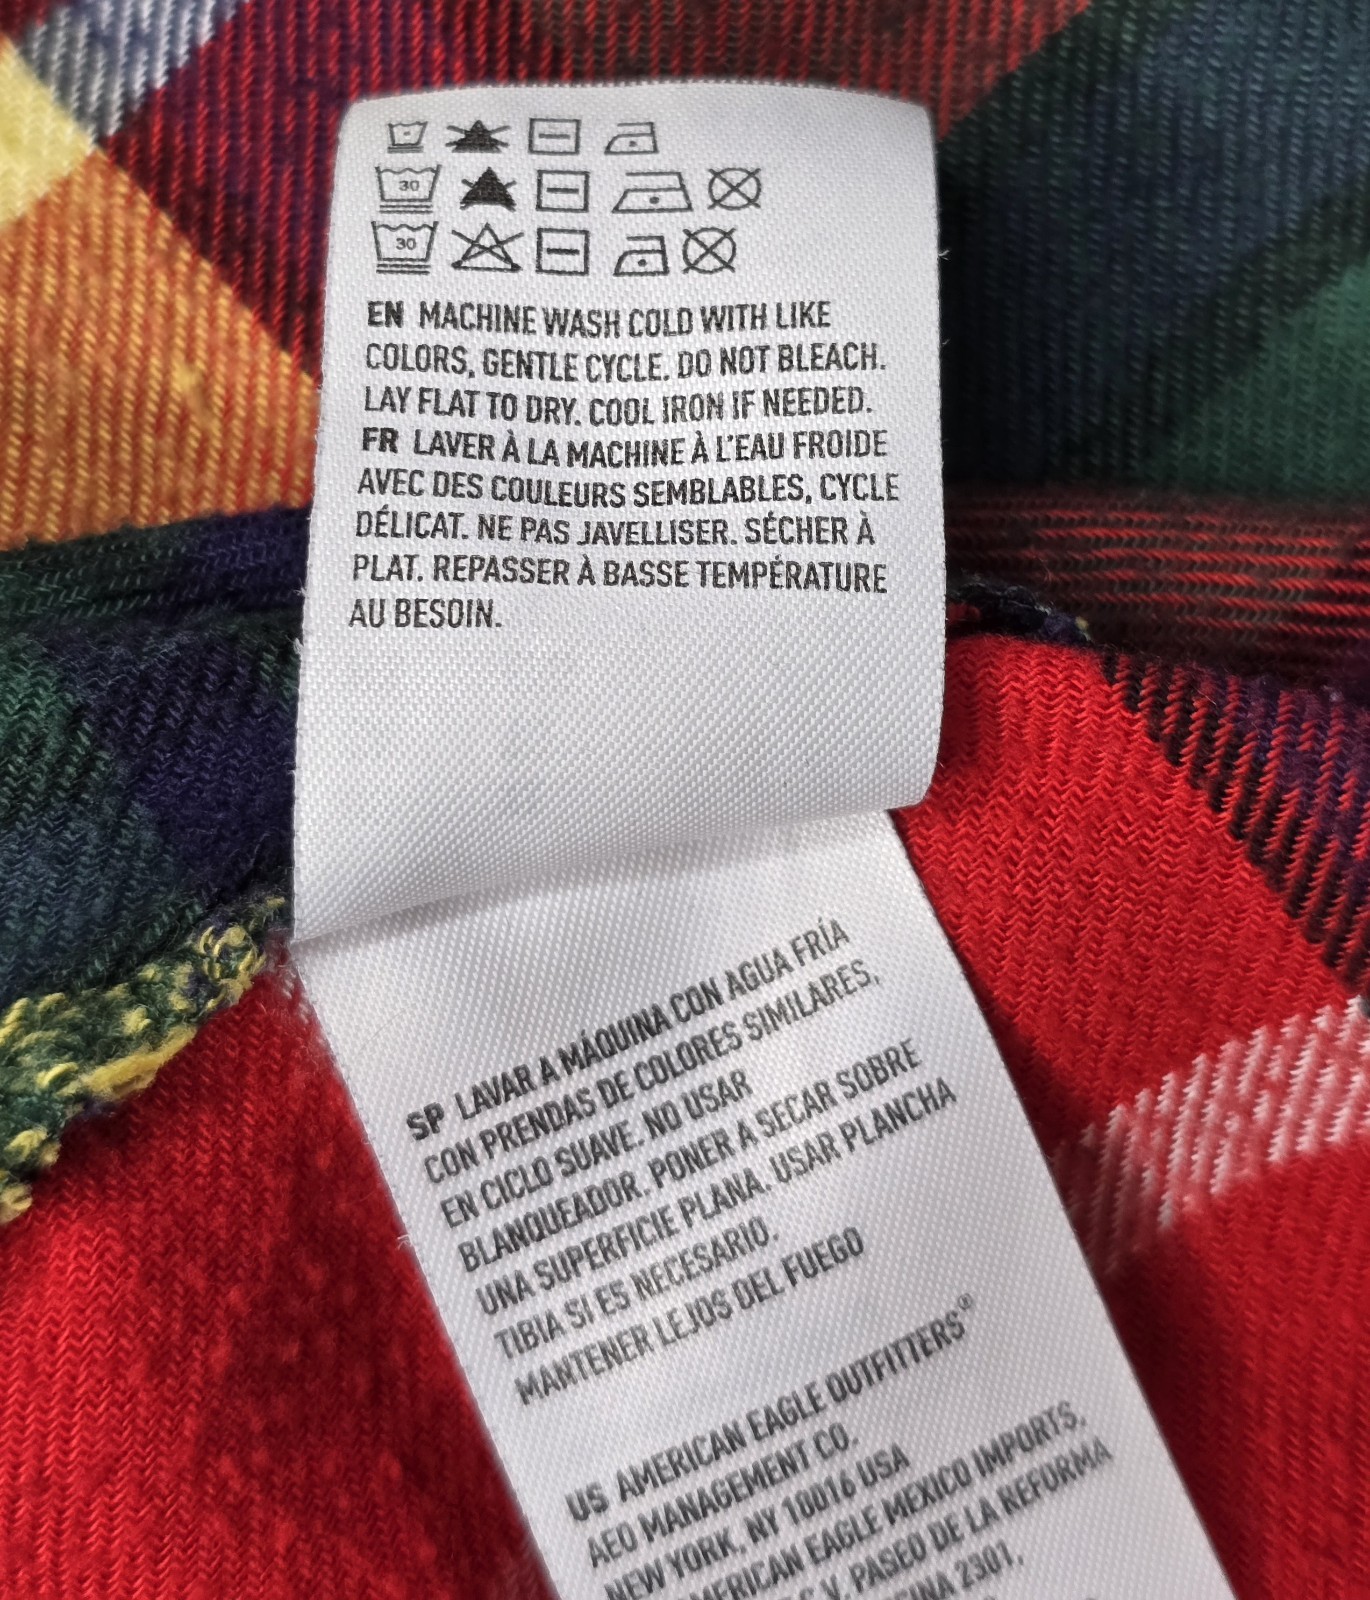 30
30
EN MACHINE WASH COLD WITH LIKE
COLORS, GENTLE CYCLE. DO NOT BLEACH.
LAY FLAT TO DRY. COOL IRON IF NEEDED.
FR LAVER À LA MACHINE À L'EAU FROIDE
AVEC DES COULEURS SEMBLABLES, CYCLE
DÉLICAT. NE PAS JAVELLISER. SÉCHER À
PLAT. REPASSER À BASSE TEMPÉRATURE
AU BESOIN.
SP LAVAR A MÁQUINA CON AGUA FRÍA
CON PRENDAS DE COLORES SIMILARES,
EN CICLO SUAVE. NO USAR
BLANQUEADOR. PONER A SECAR SOBRE
UNA SUPERFICIE PLANA. USAR PLANCHA
TIBIA SI ES NECESARIO.
MANTENER LEJOS DEL FUEGO
US AMERICAN EAGLE OUTFITTERS®
AEO MANAGEMENT CO.
NEW YORK, NY 10016 USA
AMERICAN EAGLE MEXICO IMPORTS,
C.V. PASEO DE LA REFORMA
2301,